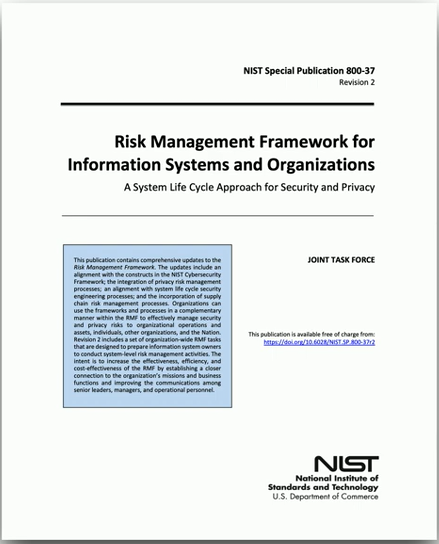 NIST Special Publication 800-37
Revision 2
Risk Management Framework for
Information Systems and Organizations
A System Life Cycle Approach for Security and Privacy
This publication contains comprehensive updates to the
Risk Management Framework. The updates include an
alignment with the constructs in the NIST Cybersecurity
Framework; the integration of privacy risk management
processes; an alignment with system life cycle security
engineering processes; and the incorporation of supply
chain risk management processes. Organizations can
use the frameworks and processes in a complementary
manner within the RMF to effectively manage security
and privacy risks to organizational operations and
assets, individuals, other organizations, and the Nation.
Revision 2 includes a set of organization-wide RMF tasks
that are designed to prepare information system owners
to conduct system-level risk management activities. The
intent is to increase the effectiveness, efficiency, and
cost-effectiveness of the RMF by establishing a closer
connection to the organization's missions and business
functions and improving the communications among
senior leaders, managers, and operational personnel.
JOINT TASK FORCE
This publication is available free of charge from:
https://doi.org/10.6028/NIST.SP.800-37r2
NIST
National Institute of
Standards and Technology
U.S. Department of Commerce